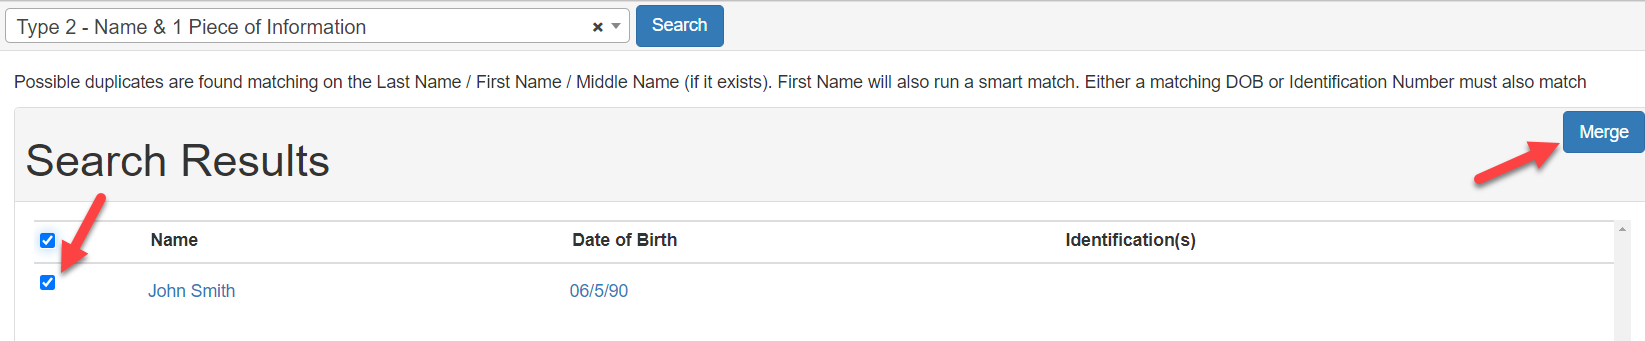 Type 2 - Name & 1 Piece of Information × Search
Possible duplicates are found matching on the Last Name / First Name / Middle Name (if it exists). First Name will also run a smart match. Either a matching DOB or Identification Number must also match
Merge
Search Results
Name Date of Birth Identification(s)
John Smith 06/5/90